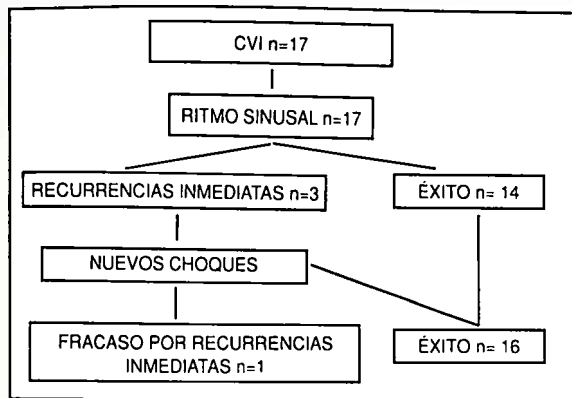 CVI n=17
RITMO SINUSAL n=17
RECURRENCIAS INMEDIATAS n=3
ÉXITO n= 14
NUEVOS CHOQUES
FRACASO POR RECURRENCIAS
INMEDIATAS n=1
ÉXITO n= 16